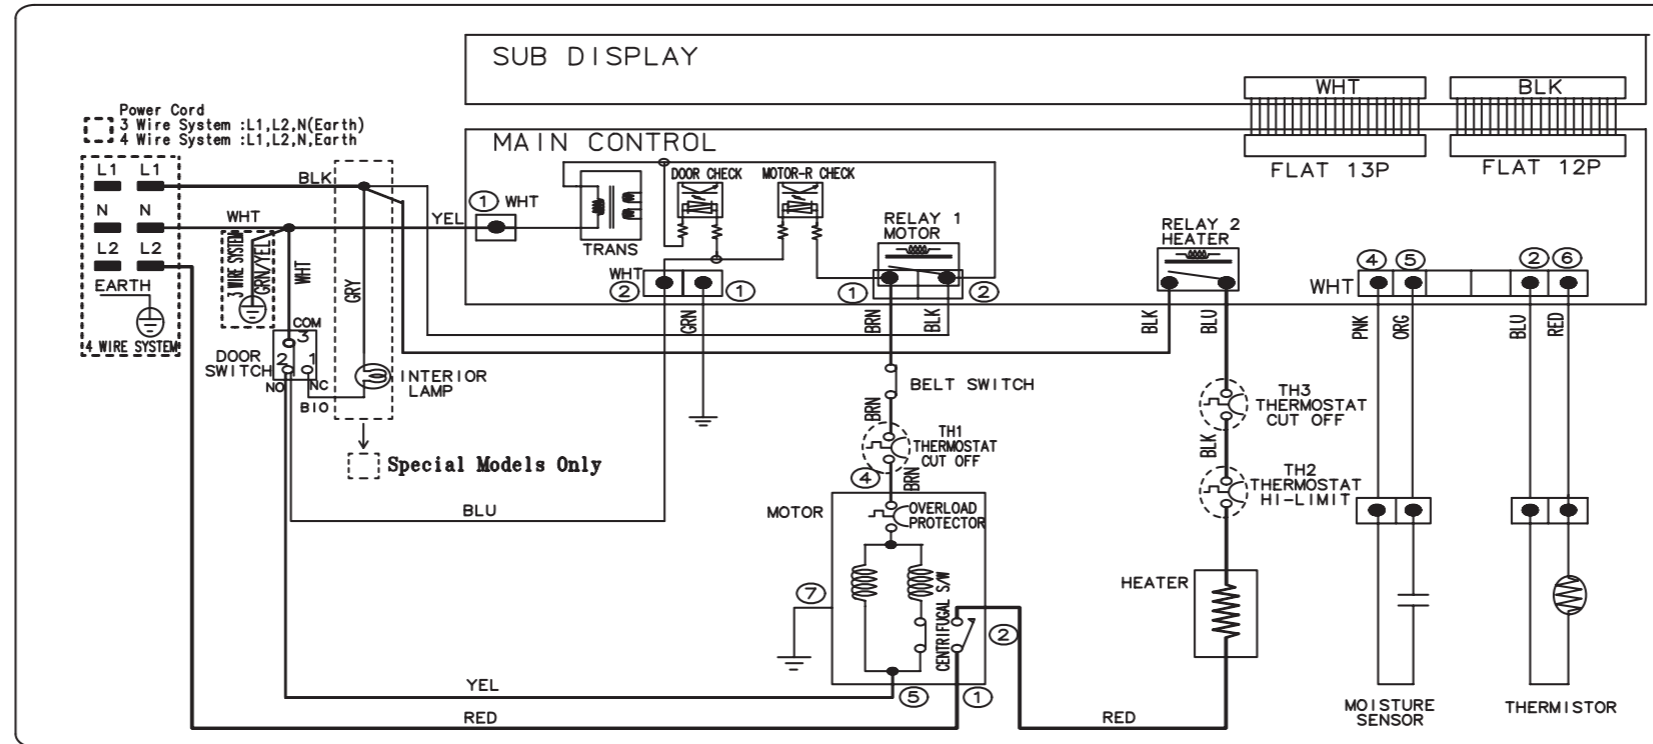 SUB DISPLAY
WHT
BLK
Power Cord
3 Wire System :L1,L2,N(Earth)
4 Wire System :L1,L2,N,Earth
MAIN CONTROL
FLAT 13P
FLAT 12P
L1 L1
BLK
DOOR CHECK
MOTOR-R CHECK
N N
WHT
YEL
1 WHT
TRANS
RELAY 1
MOTOR
RELAY 2
HEATER
L2 L2
3 WIRE SYSTEM
GRN/YEL
WHT
GRY
WHT
2
1
1
2
WHT
4
5
2
6
EARTH
4 WIRE SYSTEM
GRN
BRN
BLK
BLK
BLU
PNK
ORG
BLU
RED
COM
3
DOOR
SWITCH
2 1
NO
NC
BIO
INTERIOR
LAMP
BELT SWITCH
BRN
TH1
THERMOSTAT
CUT OFF
TH3
THERMOSTAT
CUT OFF
BLK
Special Models Only
4
BRN
TH2
THERMOSTAT
HI-LIMIT
BLU
MOTOR
OVERLOAD
PROTECTOR
7
CENTRIFUGAL S/W
2
HEATER
YEL
5
1
RED
RED
MOISTURE
SENSOR
THERMISTOR